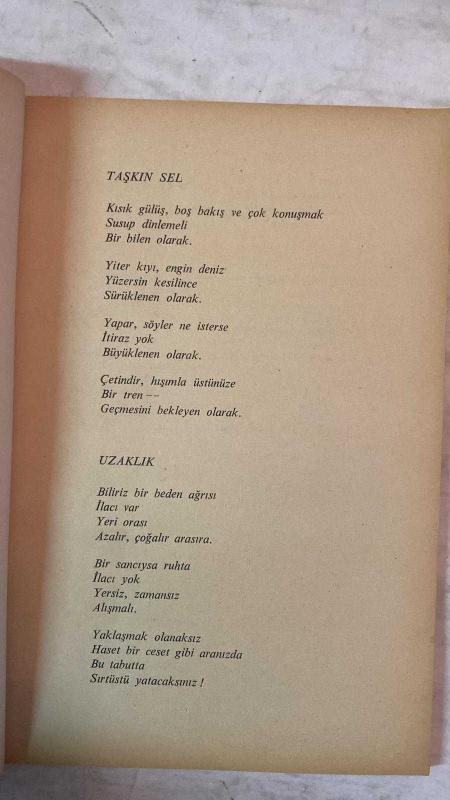 TAŞKIN SEL
Kısık gülüş, boş bakış ve çok konuşmak
Susup dinlemeli
Bir bilen olarak.
Yiter kıyı, engin deniz
Yüzersin kesilince
Sürüklenen olarak.
Yapar, söyler ne isterse
İtiraz yok
Büyüklenen olarak.
Çetindir, hışımla üstünüze
Bir tren --
Geçmesini bekleyen olarak.
UZAKLIK
Biliriz bir beden ağrısı
İlacı var
Yeri orası
Azalır, çoğalır arasıra.
Bir sancıysa ruhta
İlacı yok
Yersiz, zamansız
Alışmalı.
Yaklaşmak olanaksız
Haset bir ceset gibi aranızda
Bu tabutta
Sırtüstü yatacaksınız !